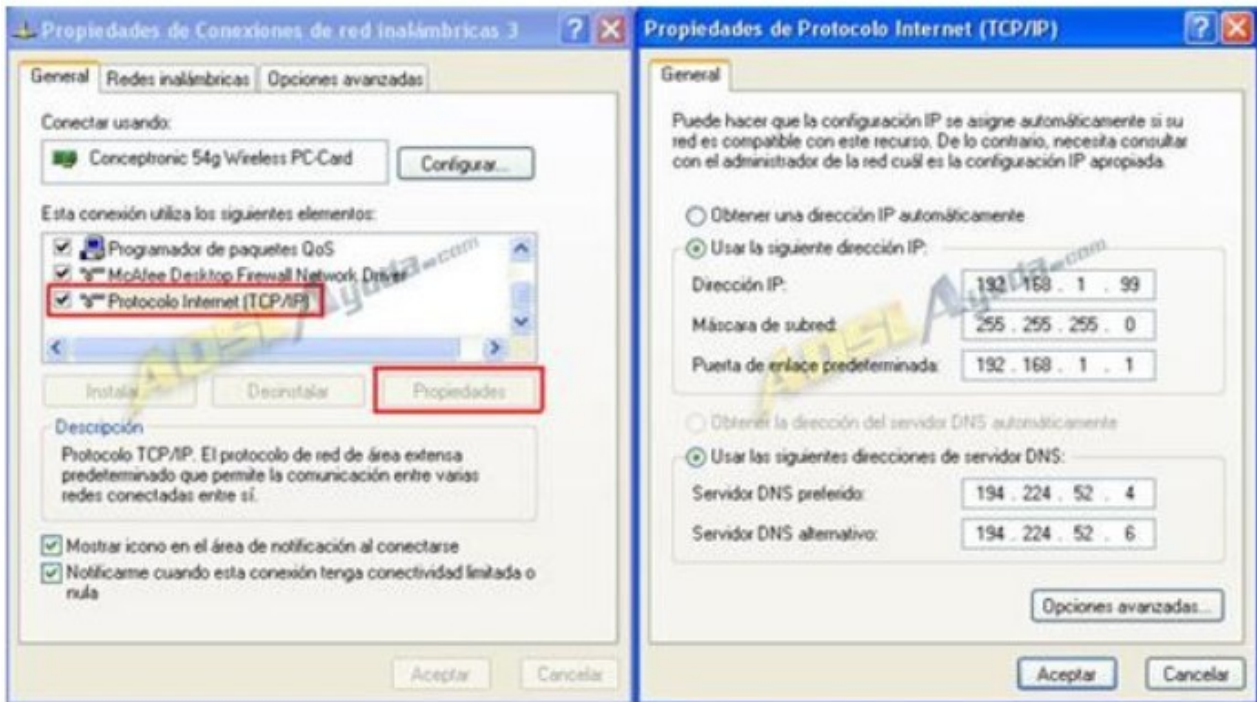 Propiedades de Conexiones de red inalámbricas 3
General
Redes inalámbricas
Opciones avanzadas
Conectar usando:
Conceptronic 54g Wireless PC-Card
Configurar...
Esta conexión utiliza los siguientes elementos:
Programador de paquetes QoS
McAfee Desktop Firewall Network Driver
Protocolo Internet (TCP/IP)
Instalar
Desinstalar
Propiedades
Descripción
Protocolo TCP/IP. El protocolo de red de área extensa
predeterminado que permite la comunicación entre varias
redes conectadas entre sí.
Mostrar icono en el área de notificación al conectarse
Notificarme cuando esta conexión tenga conectividad limitada o
nula
Aceptar
Cancelar
ADSLAyuda.com
Propiedades de Protocolo Internet (TCP/IP)
General
Puede hacer que la configuración IP se asigne automáticamente si su
red es compatible con este recurso. De lo contrario, necesita consultar
con el administrador de la red cuál es la configuración IP apropiada.
Obtener una dirección IP automáticamente
Usar la siguiente dirección IP:
Dirección IP: 192 . 168 . 1 . 99
Máscara de subred: 255 . 255 . 255 . 0
Puerta de enlace predeterminada: 192 . 168 . 1 . 1
Obtener la dirección del servidor DNS automáticamente
Usar las siguientes direcciones de servidor DNS:
Servidor DNS preferido: 194 . 224 . 52 . 4
Servidor DNS alternativo: 194 . 224 . 52 . 6
Opciones avanzadas...
Aceptar
Cancelar
ADSLAyuda.com